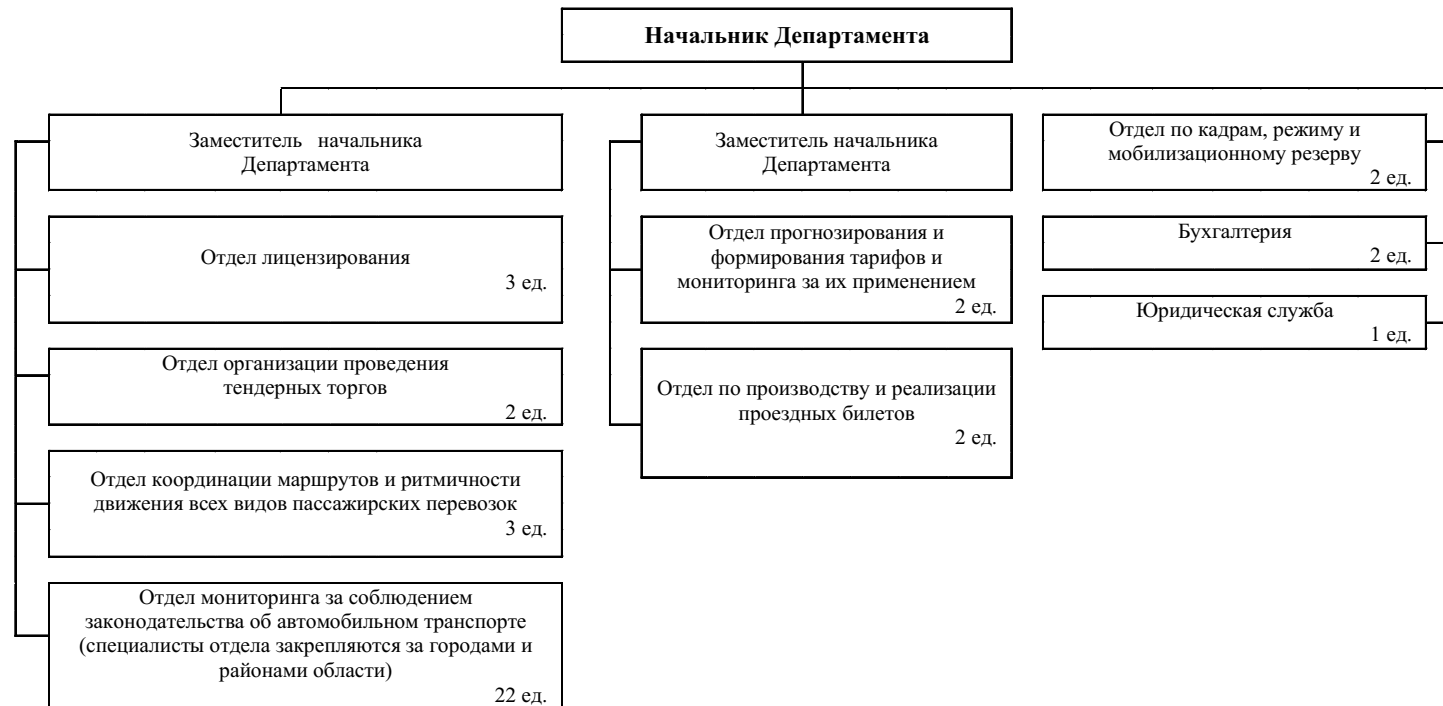 Начальник Департамента
Заместитель начальника
Департамента
Отдел лицензирования
3 ед.
Отдел организации проведения
тендерных торгов
2 ед.
Отдел координации маршрутов и ритмичности
движения всех видов пассажирских перевозок
3 ед.
Отдел мониторинга за соблюдением
законодательства об автомобильном транспорте
(специалисты отдела закрепляются за городами и
районами области)
22 ед.
Заместитель начальника
Департамента
Отдел прогнозирования и
формирования тарифов и
мониторинга за их применением
2 ед.
Отдел по производству и реализации
проездных билетов
2 ед.
Отдел по кадрам, режиму и
мобилизационному резерву
2 ед.
Бухгалтерия
2 ед.
Юридическая служба
1 ед.